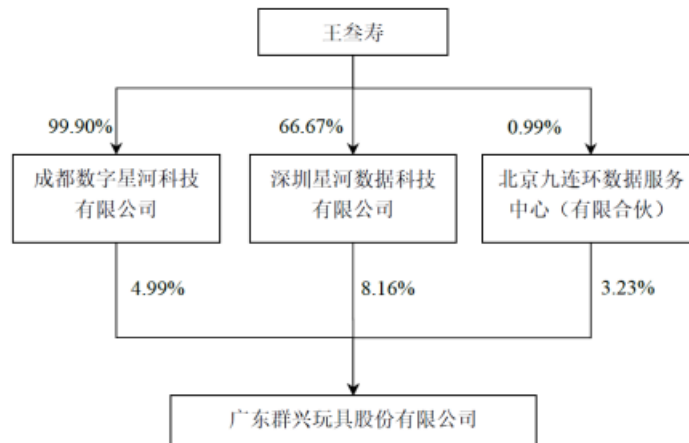 王叁寿
99.90%
66.67%
0.99%
成都数字星河科技
有限公司
深圳星河数据科技
有限公司
北京九连环数据服务
中心（有限合伙）
4.99%
8.16%
3.23%
广东群兴玩具股份有限公司